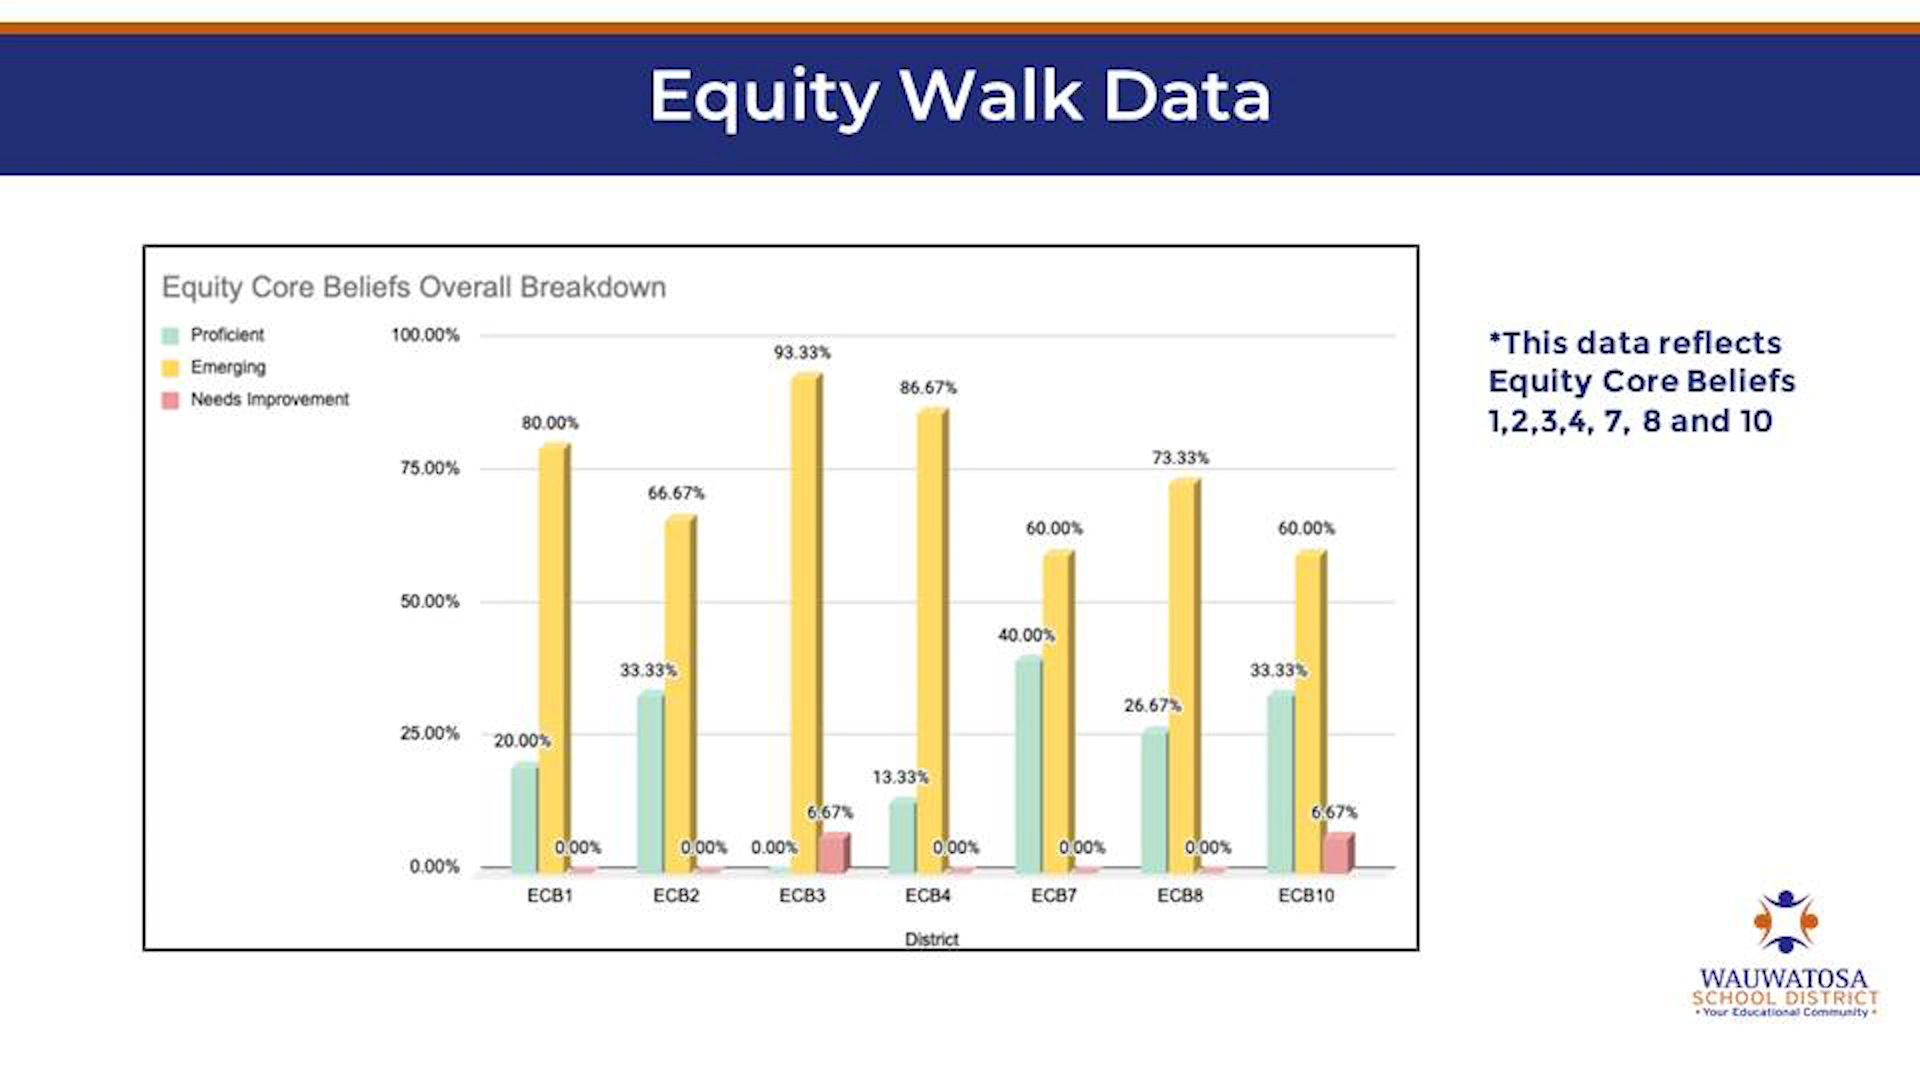 Equity Walk Data
Equity Core Beliefs Overall Breakdown
Proficient
Emerging
Needs Improvement
100.00%
75.00%
50.00%
25.00%
0.00%
20.00%
80.00%
0.00%
33.33%
66.67%
0.00%
0.00%
93.33%
6.67%
13.33%
86.67%
0.00%
40.00%
60.00%
0.00%
26.67%
73.33%
0.00%
33.33%
60.00%
6.67%
ECB1 ECB2 ECB3 ECB4 ECB7 ECB8 ECB10
District
*This data reflects
Equity Core Beliefs
1,2,3,4, 7, 8 and 10
WAUWATOSA
SCHOOL DISTRICT
• Your Educational Community •